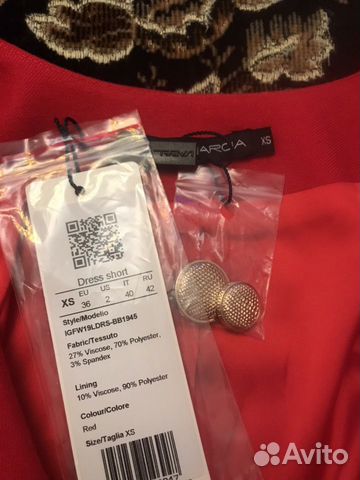 ARCIA XS
Dress short
EU US IT RU
XS 36 2 40 42
Style/Modello
IGFW19LDRS-BB1945
Fabric/Tessuto
27% Viscose, 70% Polyester,
3% Spandex
Lining
10% Viscose, 90% Polyester
Colour/Colore
Red
Size/Taglia XS
Avito